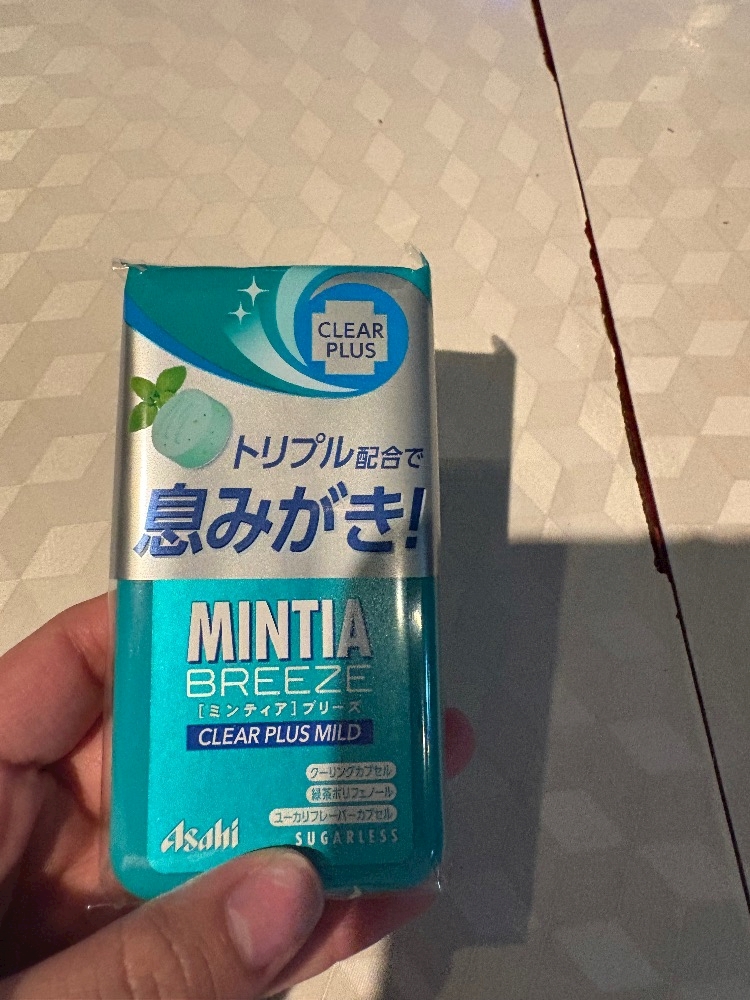 CLEAR
PLUS
トリプル配合で
息みがき!
MINTIA
BREEZE
[ミンティア]ブリーズ
CLEAR PLUS MILD
クーリングカプセル
緑茶ポリフェノール
ユーカリフレーバーカプセル
Asahi SUGARLESS